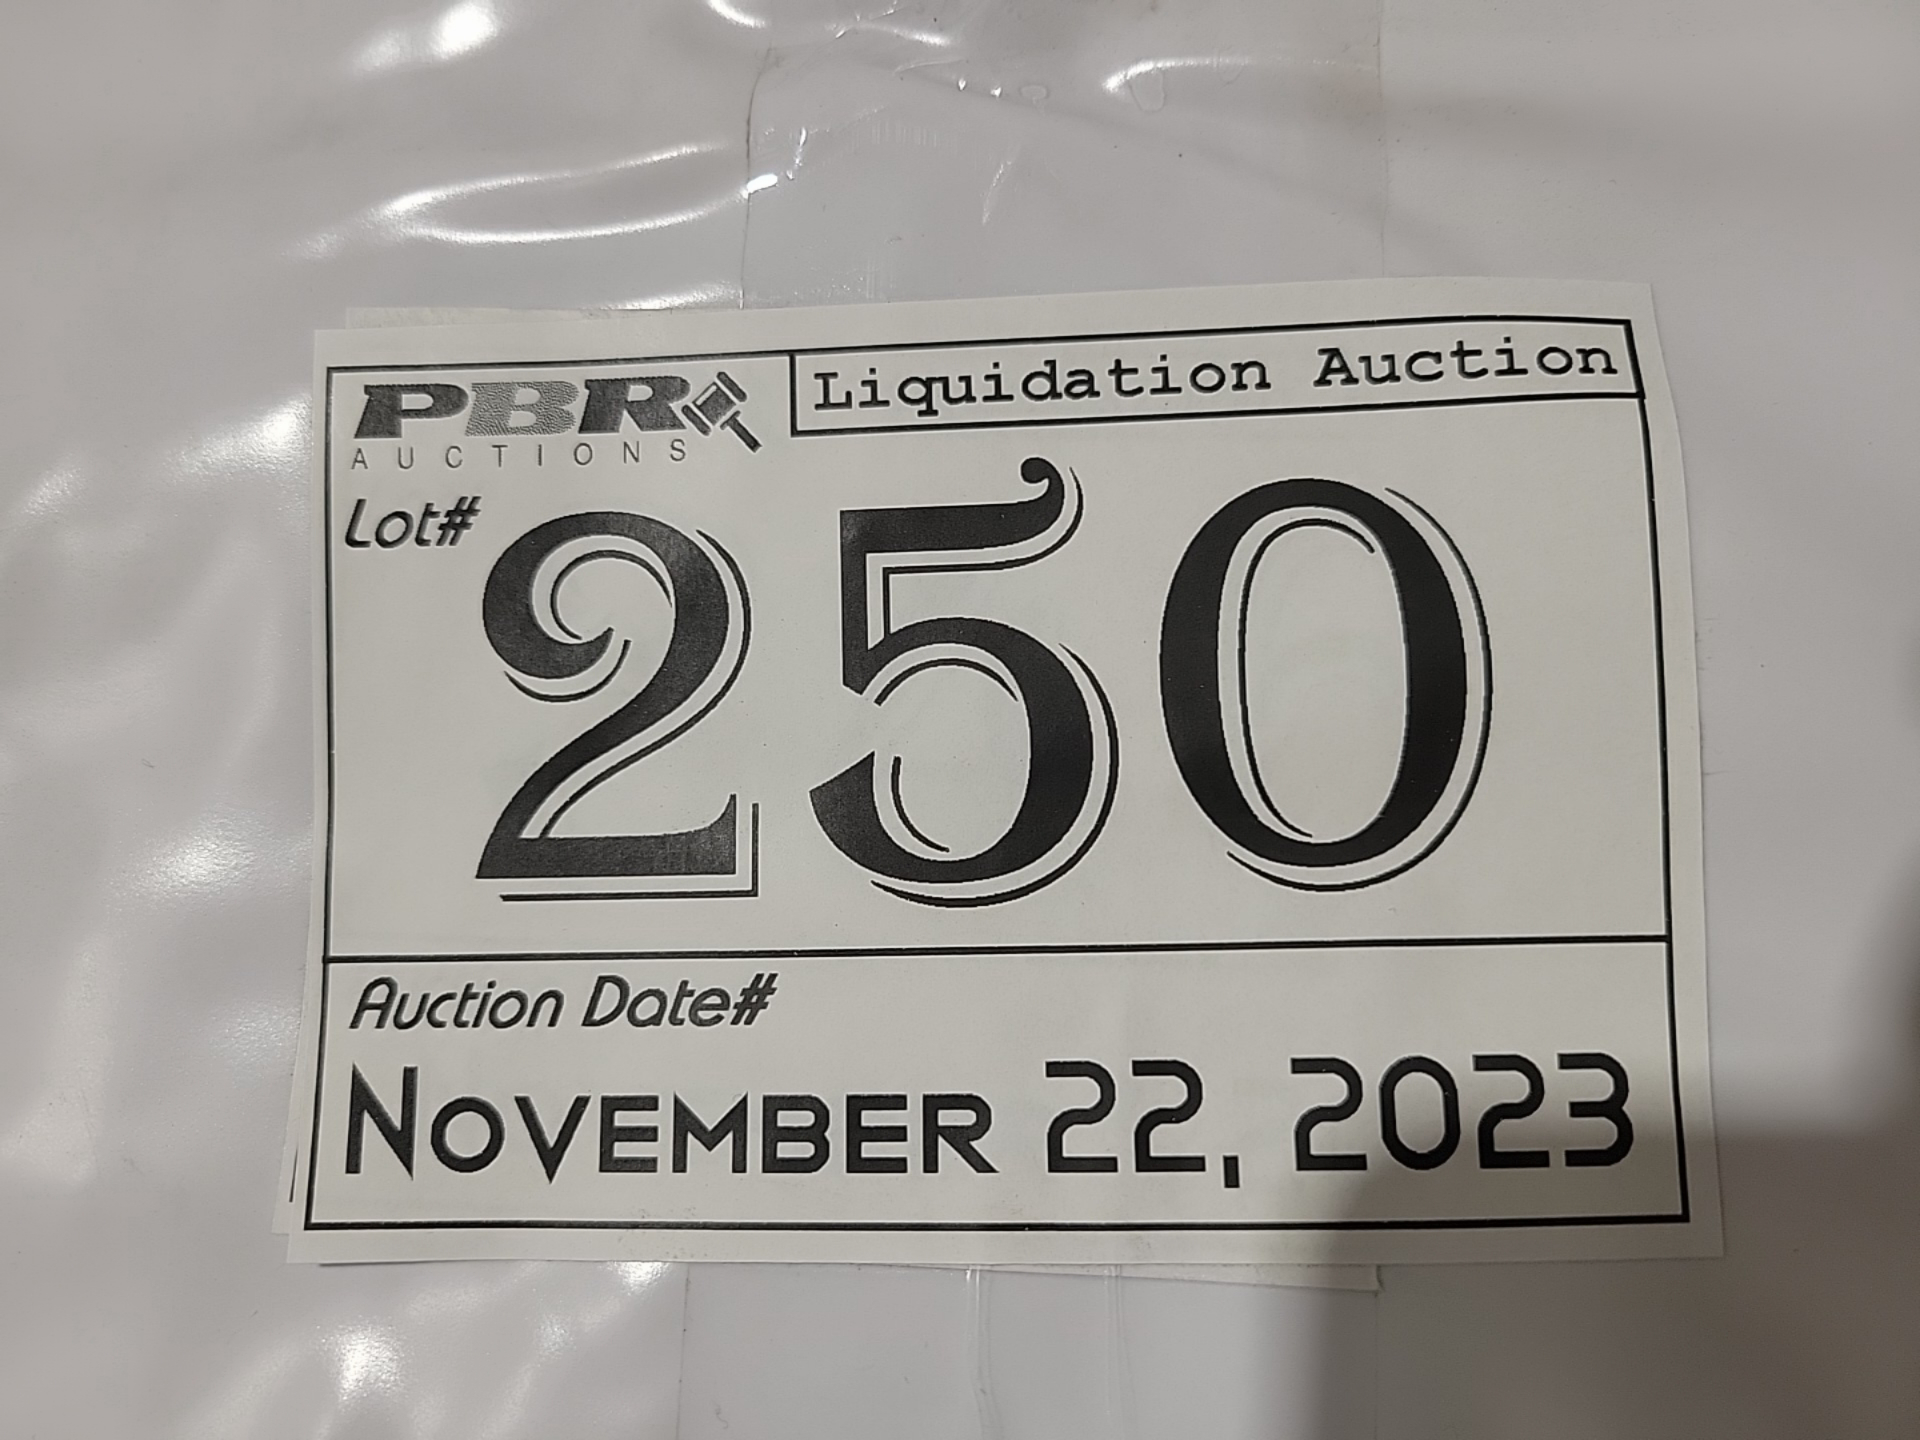 PBR
AUCTIONS
Liquidation Auction
Lot#
250
Auction Date#
NOVEMBER 22, 2023